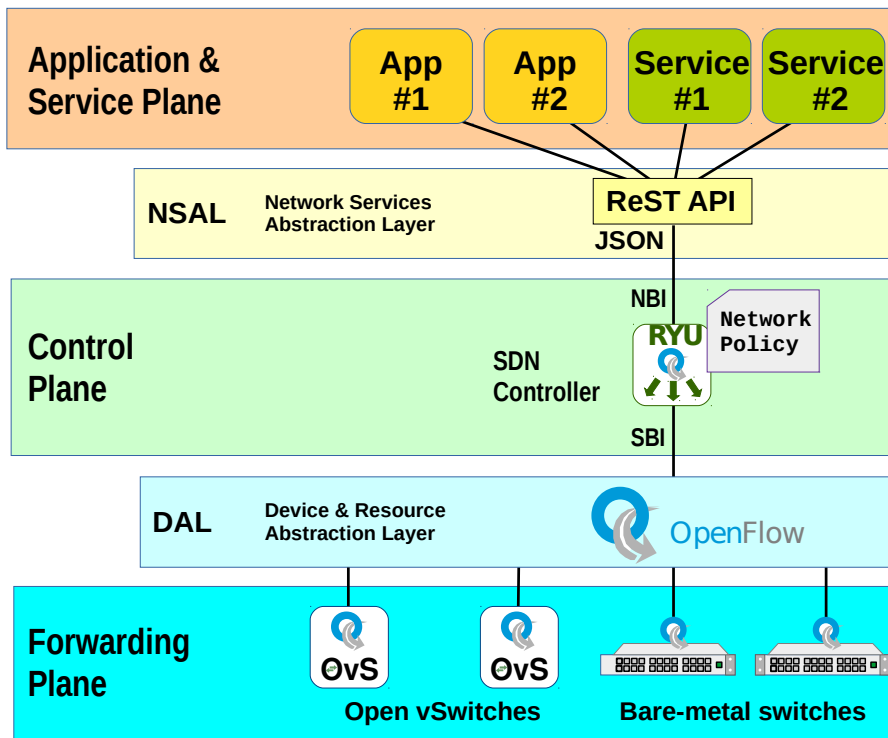 Application &
Service Plane
App
#1
App
#2
Service
#1
Service
#2
NSAL
Network Services
Abstraction Layer
ReST API
JSON
Control
Plane
NBI
SDN
Controller
RYU
Network
Policy
SBI
DAL
Device & Resource
Abstraction Layer
OpenFlow
Forwarding
Plane
OvS
OvS
Open vSwitches
Bare-metal switches